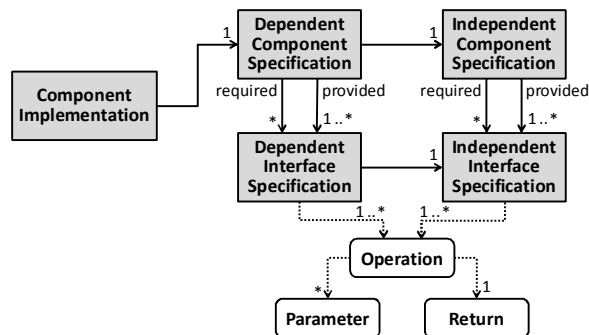 Dependent
Component
Specification
Independent
Component
Specification
1
1
Component
Implementation
required
provided
required
provided
*
1..*
*
1..*
Dependent
Interface
Specification
1
Independent
Interface
Specification
1..*
1..*
Operation
*
1
Parameter
Return